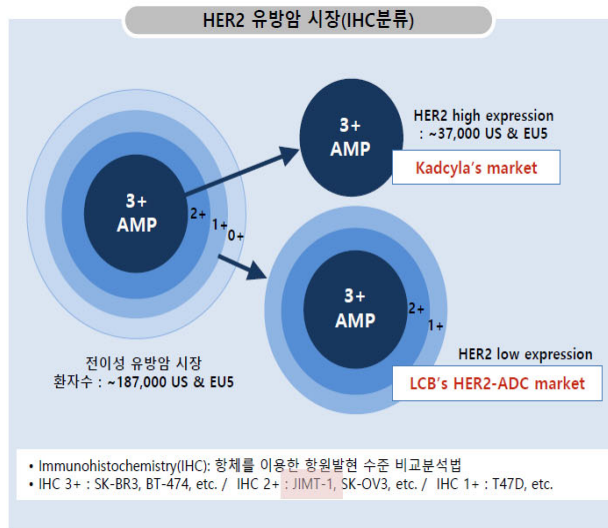 HER2 유방암 시장(IHC분류)
3+
AMP
2+
1+
0+
3+
AMP
HER2 high expression
: ~37,000 US & EU5
Kadcyla's market
3+
AMP
2+
1+
전이성 유방암 시장
환자수 : ~187,000 US & EU5
HER2 low expression
LCB's HER2-ADC market
• Immunohistochemistry(IHC): 항체를 이용한 항원발현 수준 비교분석법
• IHC 3+ : SK-BR3, BT-474, etc. / IHC 2+ : JIMT-1, SK-OV3, etc. / IHC 1+ : T47D, etc.